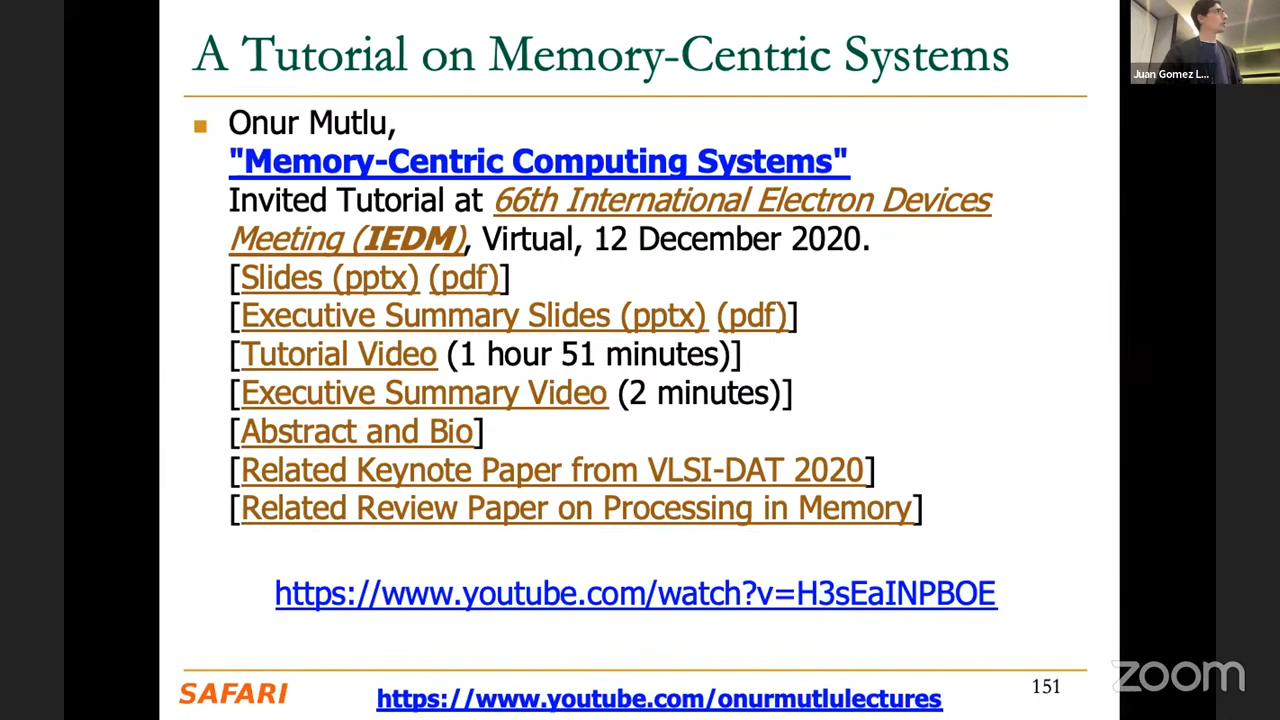 A Tutorial on Memory-Centric Systems
Juan Gomez L...
Onur Mutlu,
"Memory-Centric Computing Systems"
Invited Tutorial at 66th International Electron Devices
Meeting (IEDM), Virtual, 12 December 2020.
[Slides (pptx) (pdf)]
[Executive Summary Slides (pptx) (pdf)]
[Tutorial Video (1 hour 51 minutes)]
[Executive Summary Video (2 minutes)]
[Abstract and Bio]
[Related Keynote Paper from VLSI-DAT 2020]
[Related Review Paper on Processing in Memory]
https://www.youtube.com/watch?v=H3sEaINPBOE
SAFARI
https://www.youtube.com/onurmutlulectures
151
zoom